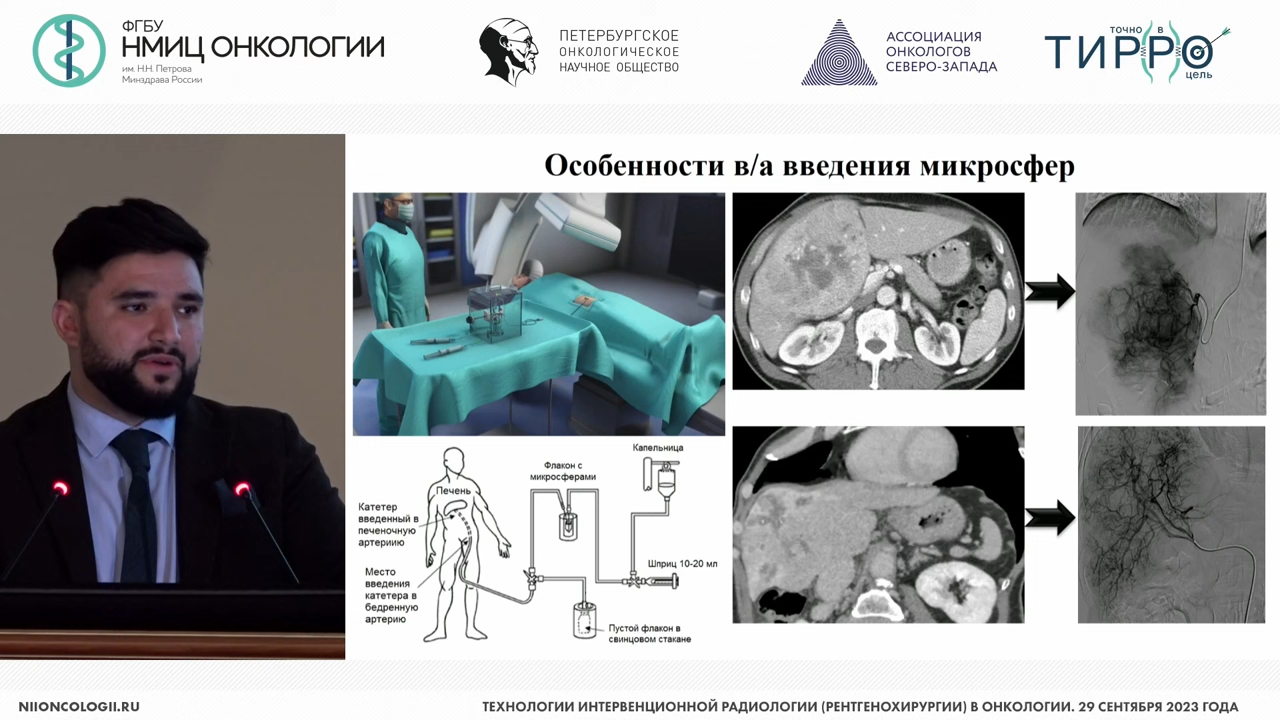 ФГБУ
НМИЦ ОНКОЛОГИИ
им. Н.Н. Петрова
Минздрава России
ПЕТЕРБУРГСКОЕ
ОНКОЛОГИЧЕСКОЕ
НАУЧНОЕ ОБЩЕСТВО
АССОЦИАЦИЯ
ОНКОЛОГОВ
СЕВЕРО-ЗАПАДА
точно в
ТИРРО
цель
Особенности в/а введения микросфер
Капельница
Флакон с
микросферами
Печень
Катетер
введенный в
печеночную
артериию
Шприц 10-20 мл
Место
введения
катетера в
бедренную
артерию
Пустой флакон в
свинцовом стакане
NIIONCOLOGII.RU
ТЕХНОЛОГИИ ИНТЕРВЕНЦИОННОЙ РАДИОЛОГИИ (РЕНТГЕНОХИРУРГИИ) В ОНКОЛОГИИ. 29 СЕНТЯБРЯ 2023 ГОДА